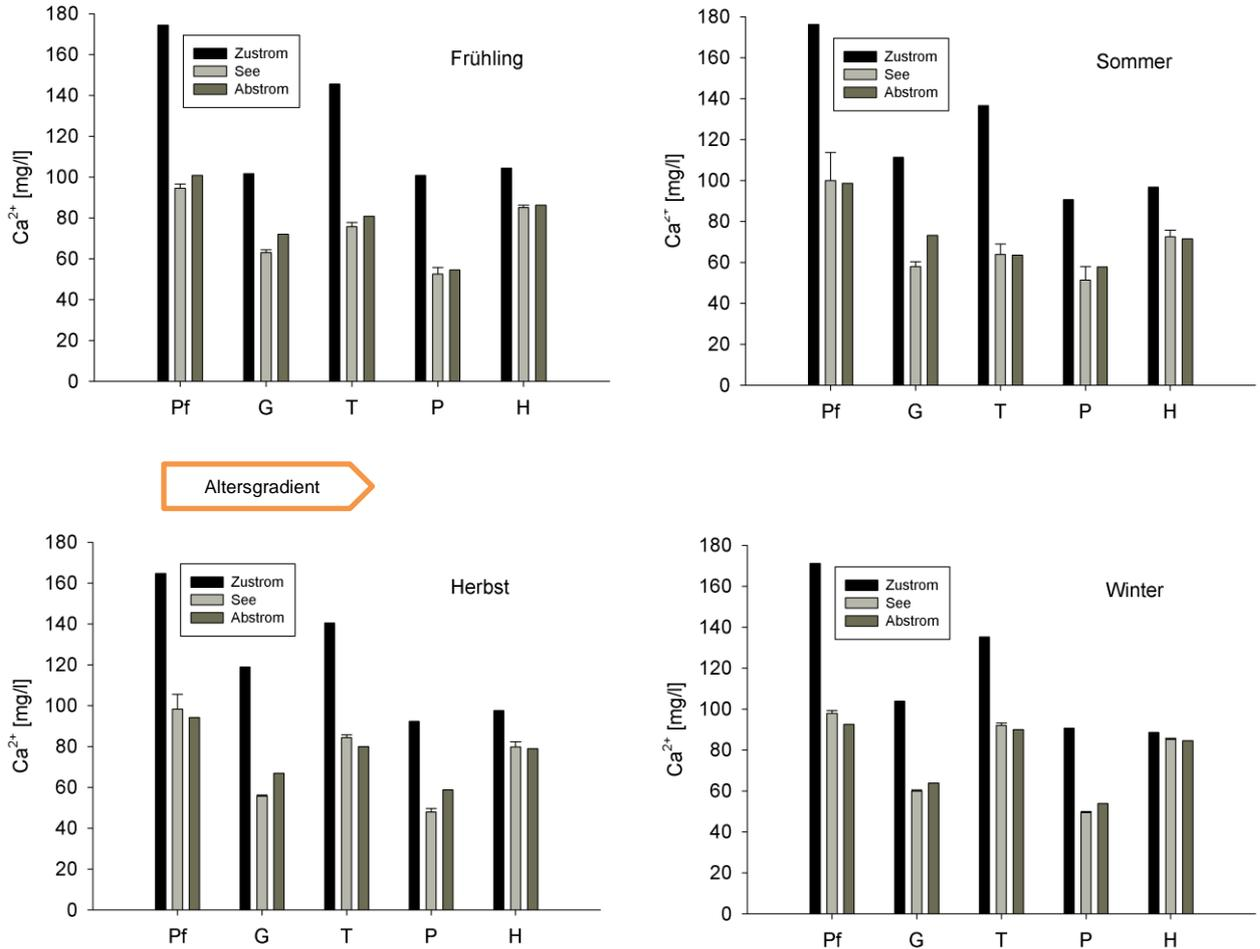 180
160
140
120
100
80
60
40
20
0
Ca2+ [mg/l]
Frühling
Zustrom
See
Abstrom
Pf G T P H
180
160
140
120
100
80
60
40
20
0
Ca2+ [mg/l]
Sommer
Zustrom
See
Abstrom
Pf G T P H
Altersgradient
180
160
140
120
100
80
60
40
20
0
Ca2+ [mg/l]
Herbst
Zustrom
See
Abstrom
Pf G T P H
180
160
140
120
100
80
60
40
20
0
Ca2+ [mg/l]
Winter
Zustrom
See
Abstrom
Pf G T P H